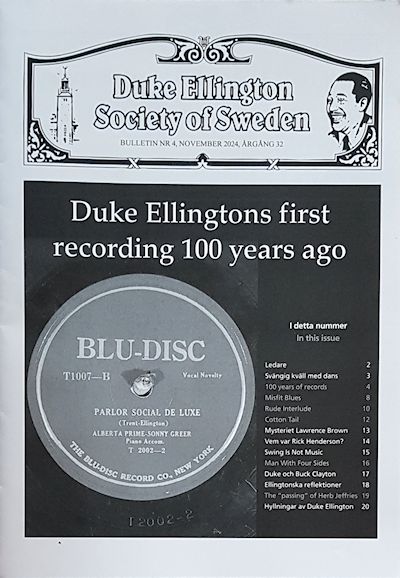 Duke Ellington
Society of Sweden
BULLETIN NR 4, NOVEMBER 2024, ÅRGÅNG 32
Duke Ellingtons first
recording 100 years ago
BLU-DISC
T1007—B
Vocal Novelty
PARLOR SOCIAL DE LUXE
(Trent-Ellington)
ALBERTA PRIME-SONNY GREER
Piano Accom.
T 2002—2
THE BLU-DISC RECORD CO., NEW YORK
T2002-2
I detta nummer
In this issue
Ledare 2
Svängig kväll med dans 3
100 years of records 4
Misfit Blues 8
Rude Interlude 10
Cotton Tail 12
Mysteriet Lawrence Brown 13
Vem var Rick Henderson? 14
Swing Is Not Music 15
Man With Four Sides 16
Duke och Buck Clayton 17
Ellingtonska reflektioner 18
The "passing" of Herb Jeffries 19
Hyllningar av Duke Ellington 20